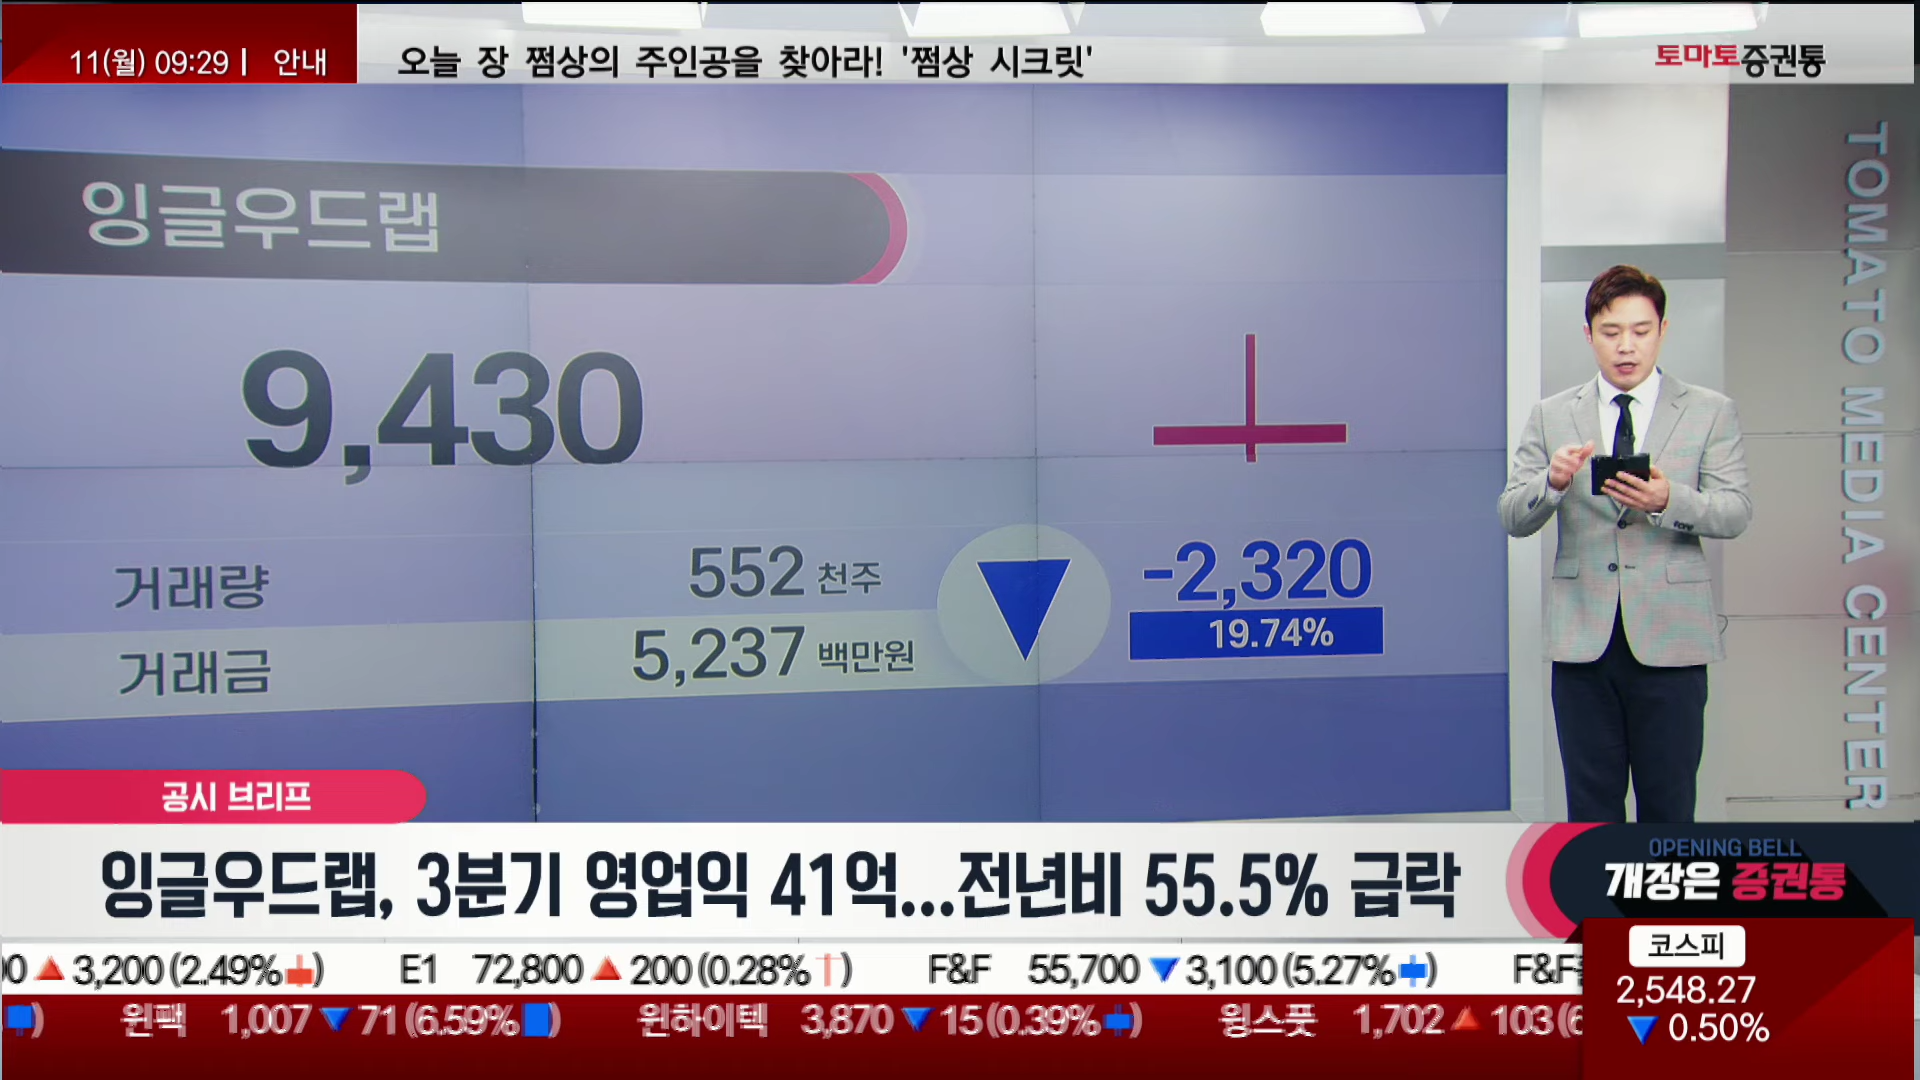 11(월) 09:29 | 안내
오늘 장 쩜상의 주인공을 찾아라! '쩜상 시크릿'
토마토증권통
TOMATO MEDIA CENTER
잉글우드랩
9,430
거래량 552 천주
거래금 5,237 백만원
▼ -2,320
19.74%
공시 브리프
잉글우드랩, 3분기 영업익 41억...전년비 55.5% 급락
OPENING BELL
개장은 증권통
00 ▲ 3,200 (2.49%) E1 72,800 ▲ 200 (0.28%) F&F 55,700 ▼ 3,100 (5.27%) F&F
) 윈팩 1,007 ▼ 71 (6.59%) 윈하이텍 3,870 ▼ 15 (0.39%) 윙스풋 1,702 ▲ 103 (6
코스피
2,548.27
▼ 0.50%